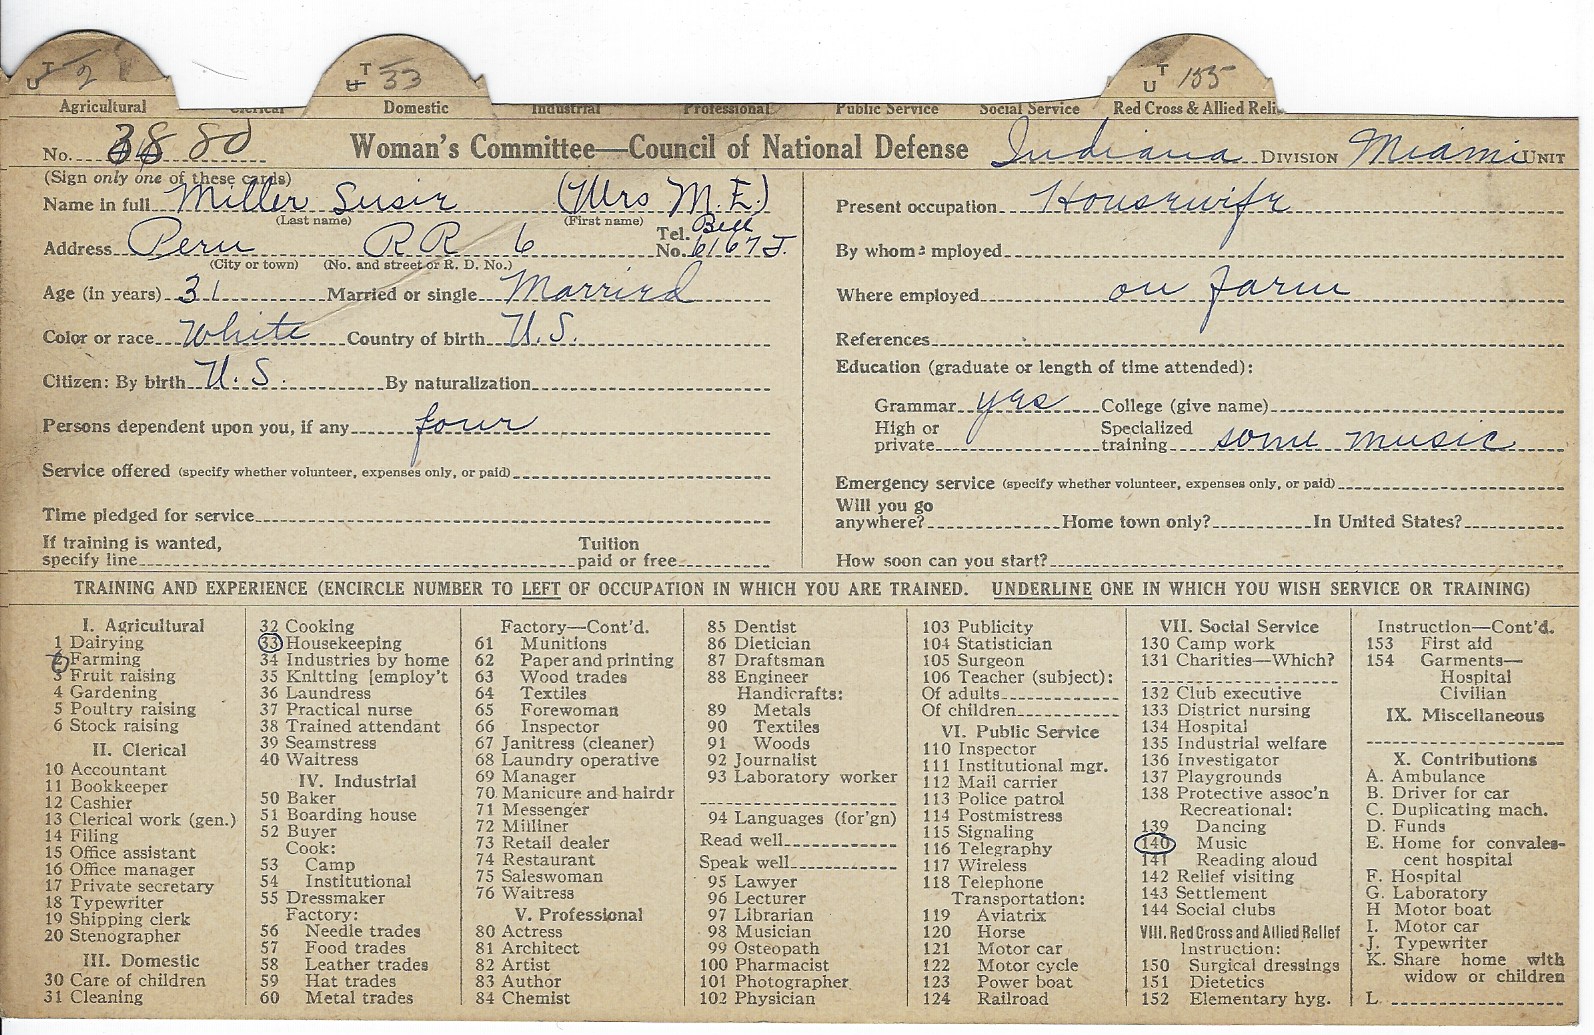 T 2
U
T 33
U
T 155
U
Agricultural Clerical Domestic Industrial Professional Public Service Social Service Red Cross & Allied Reli
No. 80 Woman's Committee—Council of National Defense Indiana DIVISION Miami UNIT
(Sign only one of these cards)
Name in full Miller Susie (Mrs M.E.)
(Last name) (First name)
Address Peru RR 6 Tel. No. Bell 6167J.
(City or town) (No. and street or R. D. No.)
Age (in years) 31 Married or single Married
Color or race White Country of birth U.S.
Citizen: By birth U.S. By naturalization
Persons dependent upon you, if any four
Service offered (specify whether volunteer, expenses only, or paid)
Time pledged for service
If training is wanted, specify line Tuition paid or free
Present occupation Housewife
By whom employed
Where employed on farm
References
Education (graduate or length of time attended):
Grammar yes College (give name)
High or private Specialized training some music
Emergency service (specify whether volunteer, expenses only, or paid)
Will you go anywhere? Home town only? In United States?
How soon can you start?
TRAINING AND EXPERIENCE (ENCIRCLE NUMBER TO LEFT OF OCCUPATION IN WHICH YOU ARE TRAINED. UNDERLINE ONE IN WHICH YOU WISH SERVICE OR TRAINING)
I. Agricultural
1 Dairying
2 Farming
3 Fruit raising
4 Gardening
5 Poultry raising
6 Stock raising
II. Clerical
10 Accountant
11 Bookkeeper
12 Cashier
13 Clerical work (gen.)
14 Filing
15 Office assistant
16 Office manager
17 Private secretary
18 Typewriter
19 Shipping clerk
20 Stenographer
III. Domestic
30 Care of children
31 Cleaning
32 Cooking
33 Housekeeping
34 Industries by home
35 Knitting [employ't
36 Laundress
37 Practical nurse
38 Trained attendant
39 Seamstress
40 Waitress
IV. Industrial
50 Baker
51 Boarding house
52 Buyer
Cook:
53 Camp
54 Institutional
55 Dressmaker
Factory:
56 Needle trades
57 Food trades
58 Leather trades
59 Hat trades
60 Metal trades
Factory—Cont'd.
61 Munitions
62 Paper and printing
63 Wood trades
64 Textiles
65 Forewoman
66 Inspector
67 Janitress (cleaner)
68 Laundry operative
69 Manager
70 Manicure and hairdr
71 Messenger
72 Milliner
73 Retail dealer
74 Restaurant
75 Saleswoman
76 Waitress
V. Professional
80 Actress
81 Architect
82 Artist
83 Author
84 Chemist
85 Dentist
86 Dietician
87 Draftsman
88 Engineer
Handicrafts:
89 Metals
90 Textiles
91 Woods
92 Journalist
93 Laboratory worker
94 Languages (for'gn)
Read well
Speak well
95 Lawyer
96 Lecturer
97 Librarian
98 Musician
99 Osteopath
100 Pharmacist
101 Photographer
102 Physician
103 Publicity
104 Statistician
105 Surgeon
106 Teacher (subject):
Of adults
Of children
VI. Public Service
110 Inspector
111 Institutional mgr.
112 Mail carrier
113 Police patrol
114 Postmistress
115 Signaling
116 Telegraphy
117 Wireless
118 Telephone
Transportation:
119 Aviatrix
120 Horse
121 Motor car
122 Motor cycle
123 Power boat
124 Railroad
VII. Social Service
130 Camp work
131 Charities—Which?
132 Club executive
133 District nursing
134 Hospital
135 Industrial welfare
136 Investigator
137 Playgrounds
138 Protective assoc'n
Recreational:
139 Dancing
140 Music
141 Reading aloud
142 Relief visiting
143 Settlement
144 Social clubs
VIII. Red Cross and Allied Relief
Instruction:
150 Surgical dressings
151 Dietetics
152 Elementary hyg.
Instruction—Cont'd.
153 First aid
154 Garments—
Hospital
Civilian
IX. Miscellaneous
X. Contributions
A. Ambulance
B. Driver for car
C. Duplicating mach.
D. Funds
E. Home for convales-
cent hospital
F. Hospital
G. Laboratory
H Motor boat
I. Motor car
J. Typewriter
K. Share home with
widow or children
L.